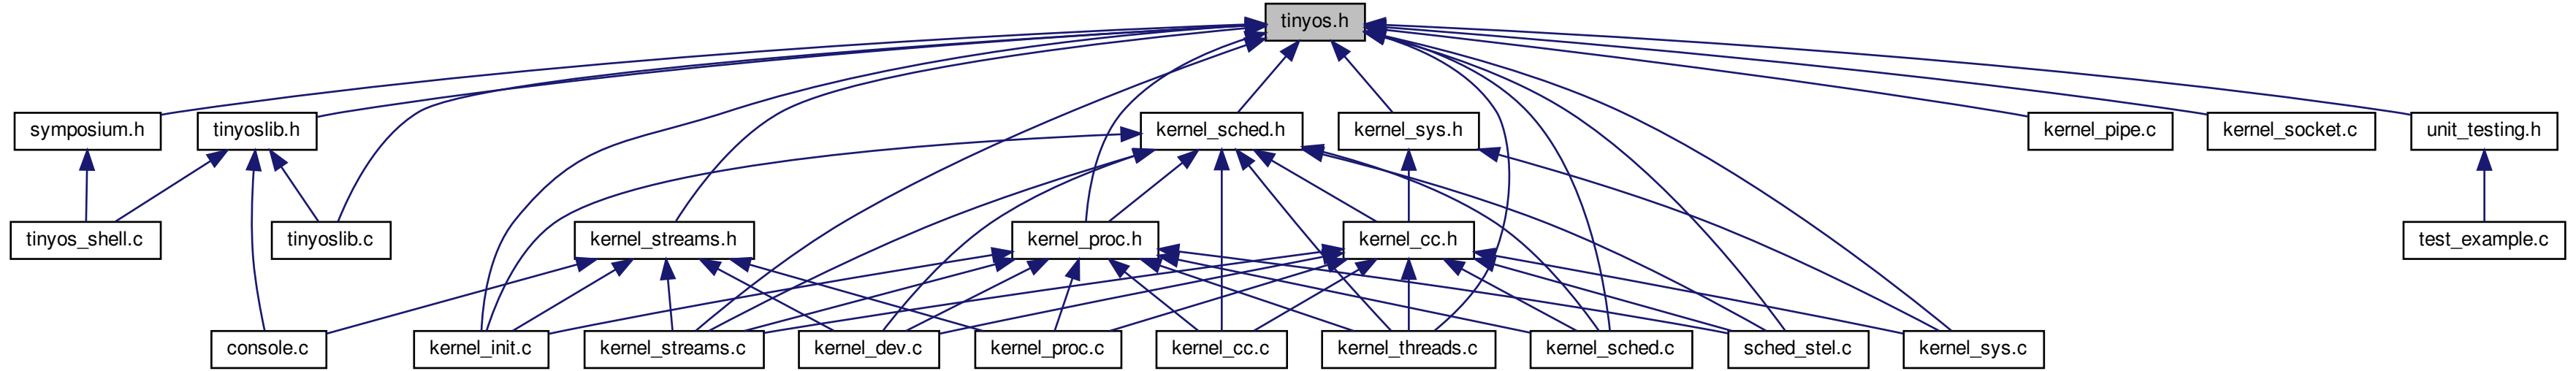 tinyos.h
symposium.h
tinyoslib.h
kernel_sched.h
kernel_sys.h
kernel_pipe.c
kernel_socket.c
unit_testing.h
tinyos_shell.c
tinyoslib.c
kernel_streams.h
kernel_proc.h
kernel_cc.h
test_example.c
console.c
kernel_init.c
kernel_streams.c
kernel_dev.c
kernel_proc.c
kernel_cc.c
kernel_threads.c
kernel_sched.c
sched_stel.c
kernel_sys.c